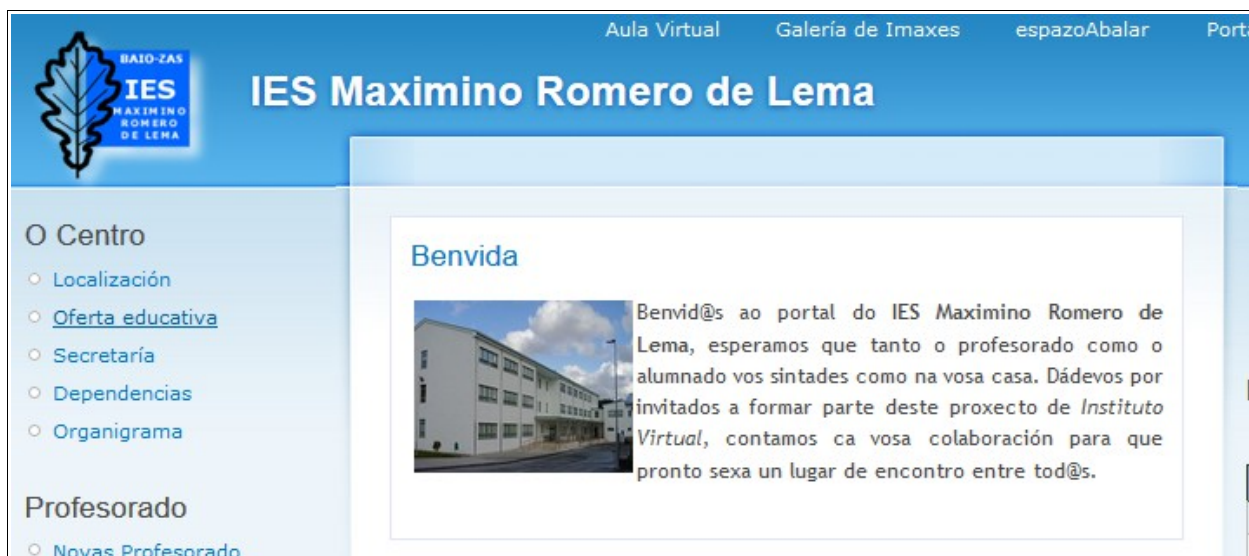 Aula Virtual Galería de Imaxes espazoAbalar
BAIO-ZAS
IES
MAXIMINO
ROMERO
DE LEMA
IES Maximino Romero de Lema
O Centro
Localización
Oferta educativa
Secretaría
Dependencias
Organigrama
Profesorado
Novas Profesorado
Benvida
Benvid@s ao portal do IES Maximino Romero de
Lema, esperamos que tanto o profesorado como o
alumnado vos sintades como na vosa casa. Dádevos por
invitados a formar parte deste proxecto de Instituto
Virtual, contamos ca vosa colaboración para que
pronto sexa un lugar de encontro entre tod@s.